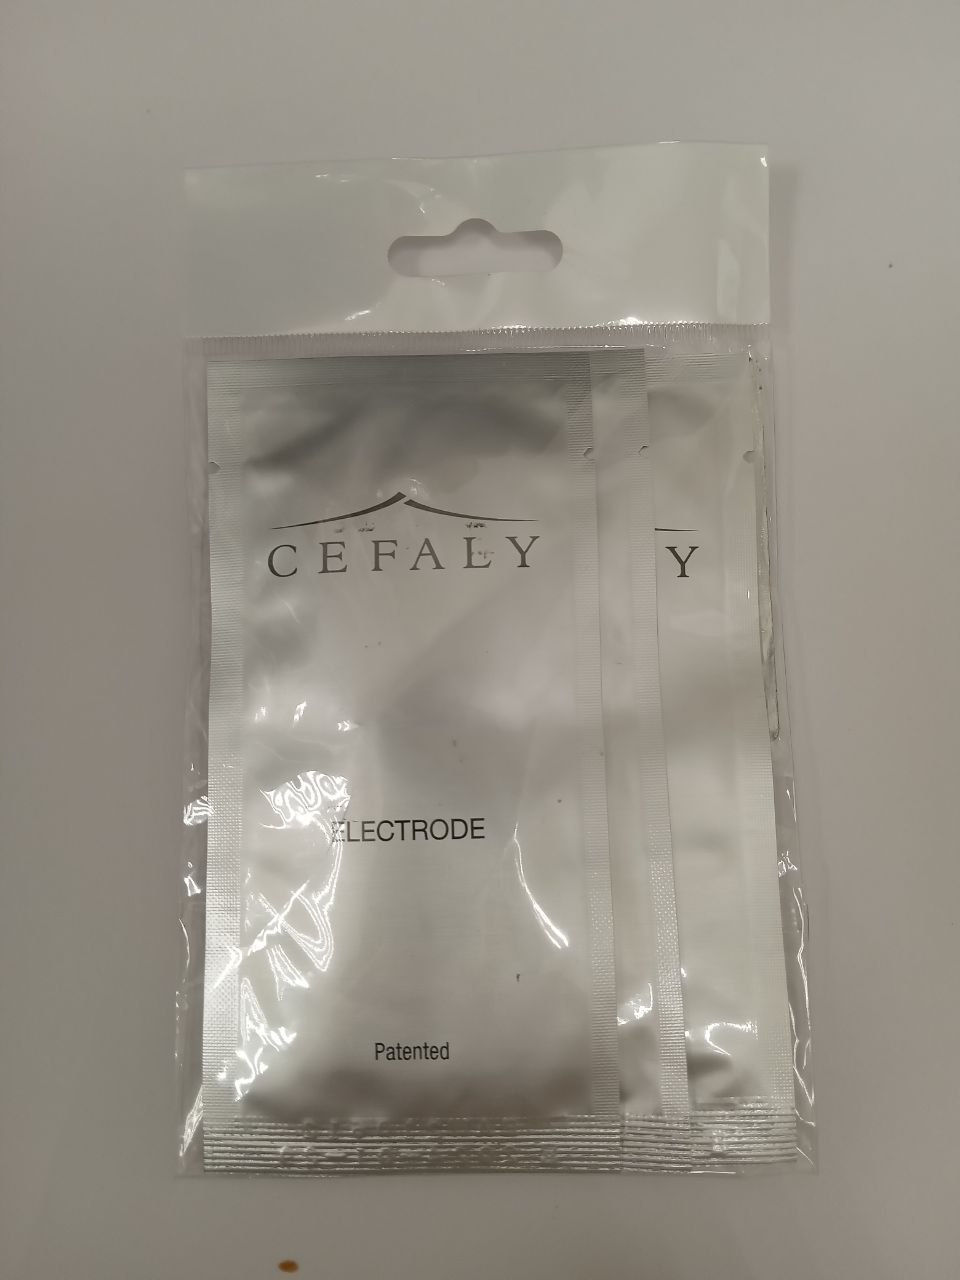 CEFALY
Y
ELECTRODE
Patented